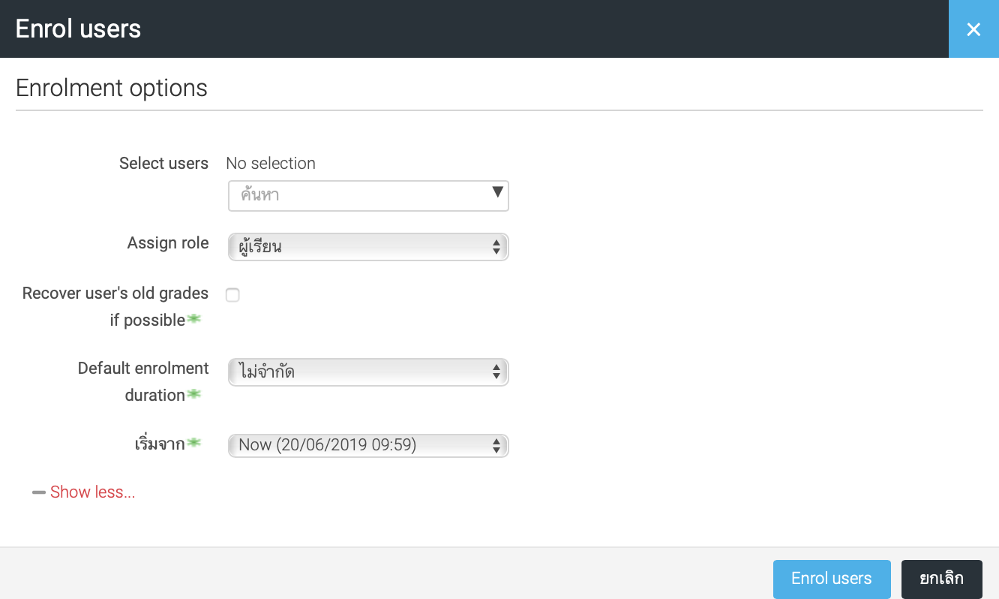 Enrol users
Enrolment options
Select users No selection
ค้นหา
Assign role ผู้เรียน
Recover user's old grades
if possible
Default enrolment ไม่จำกัด
duration
เริ่มจาก Now (20/06/2019 09:59)
Show less...
Enrol users ยกเลิก